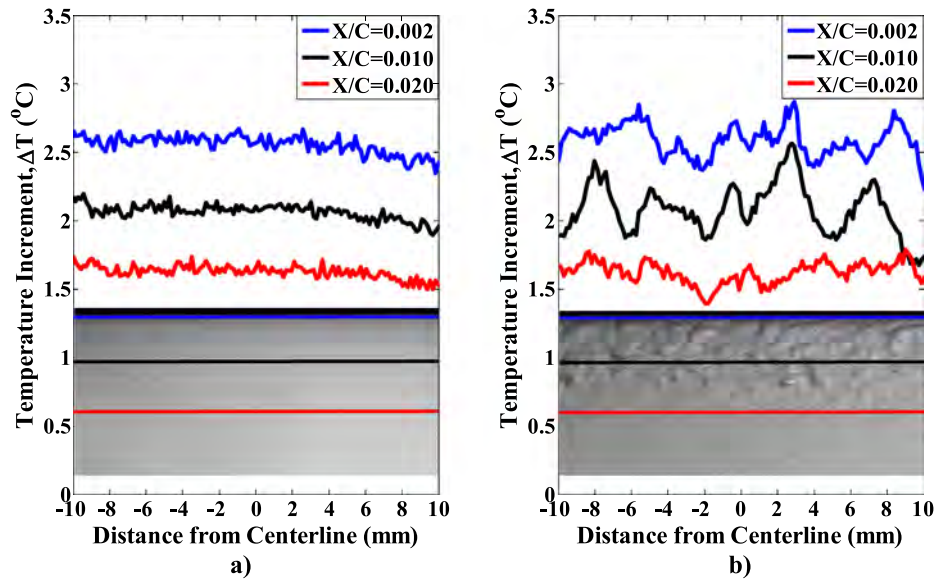 3.5
3
2.5
2
1.5
1
0.5
0
Temperature Increment,ΔT (°C)
X/C=0.002
X/C=0.010
X/C=0.020
-10 -8 -6 -4 -2 0 2 4 6 8 10
Distance from Centerline (mm)
a)
3.5
3
2.5
2
1.5
1
0.5
0
Temperature Increment,ΔT (°C)
X/C=0.002
X/C=0.010
X/C=0.020
-10 -8 -6 -4 -2 0 2 4 6 8 10
Distance from Centerline (mm)
b)